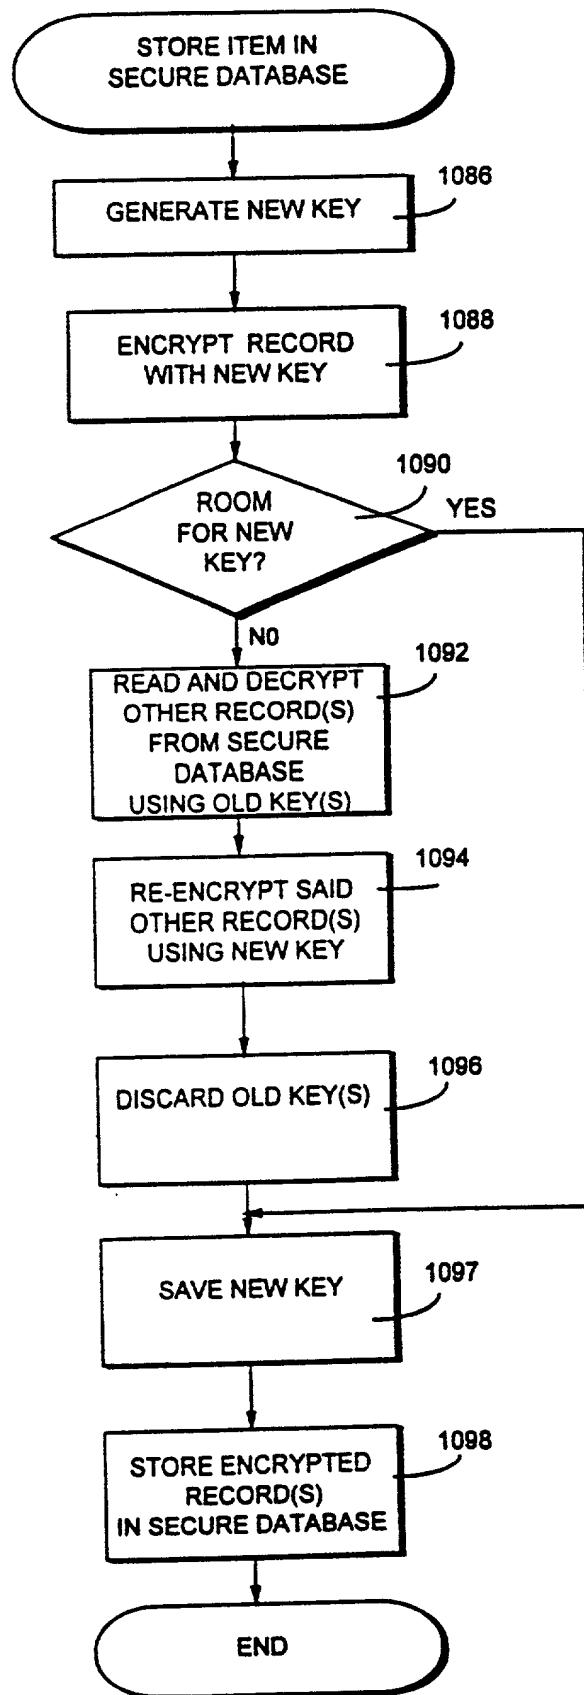 STORE ITEM IN
SECURE DATABASE
1086
GENERATE NEW KEY
1088
ENCRYPT RECORD
WITH NEW KEY
1090
YES
ROOM
FOR NEW
KEY?
NO
1092
READ AND DECRYPT
OTHER RECORD(S)
FROM SECURE
DATABASE
USING OLD KEY(S)
1094
RE-ENCRYPT SAID
OTHER RECORD(S)
USING NEW KEY
1096
DISCARD OLD KEY(S)
1097
SAVE NEW KEY
1098
STORE ENCRYPTED
RECORD(S)
IN SECURE DATABASE
END